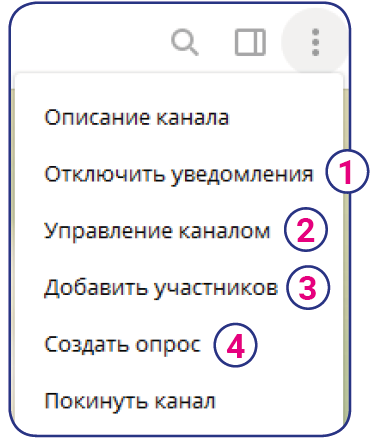 Описание канала
Отключить уведомления 1
Управление каналом 2
Добавить участников 3
Создать опрос 4
Покинуть канал